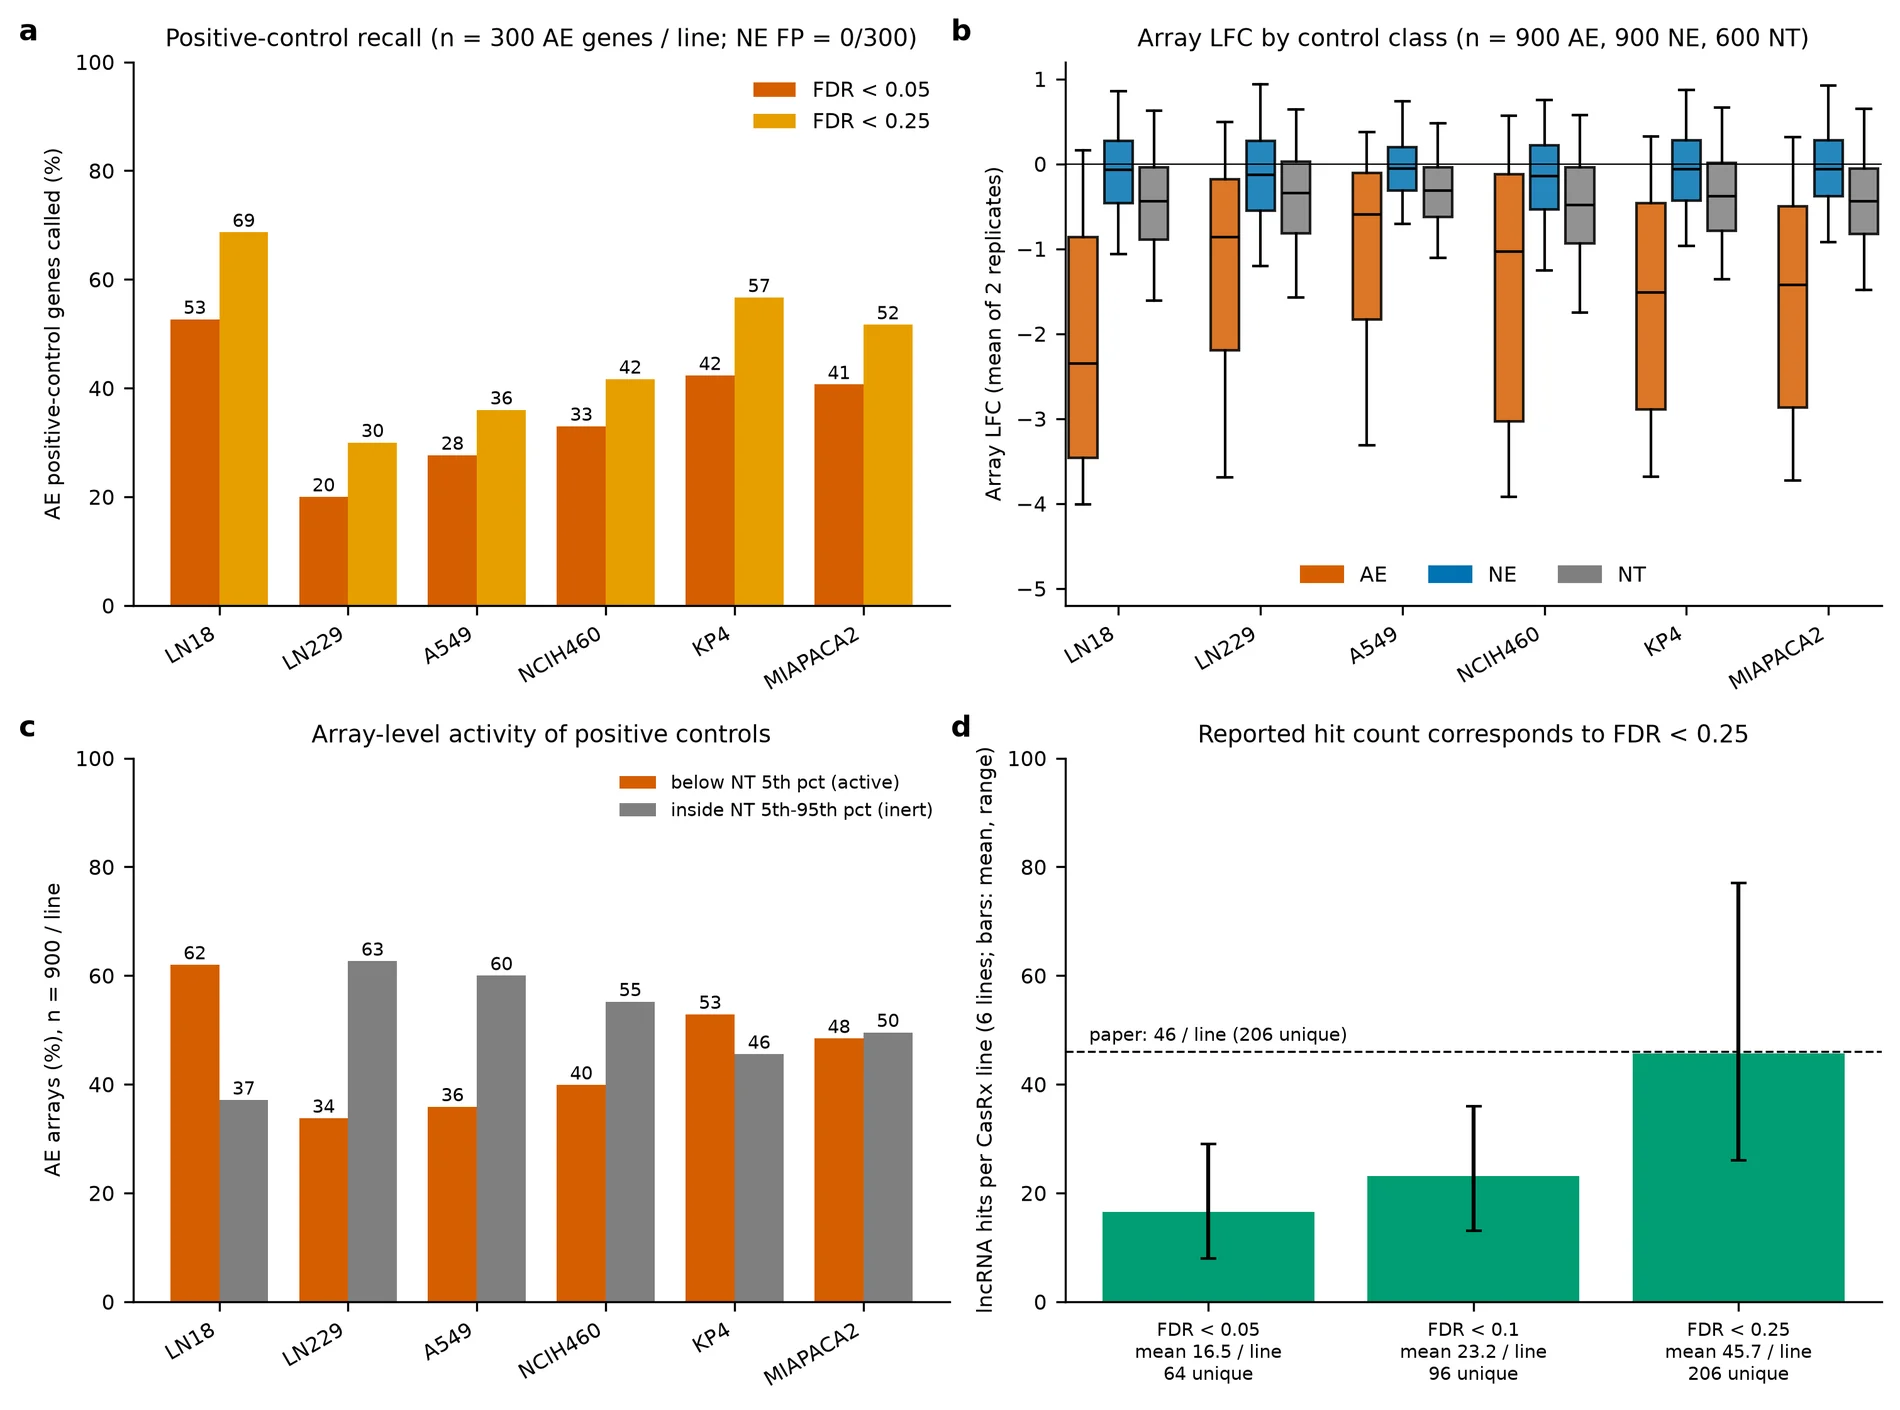 a
Positive-control recall (n = 300 AE genes / line; NE FP = 0/300)
AE positive-control genes called (%)
100
80
60
40
20
0
FDR < 0.05
FDR < 0.25
53
69
20
30
28
36
33
42
42
57
41
52
LN18
LN229
A549
NCIH460
KP4
MIAPACA2
b
Array LFC by control class (n = 900 AE, 900 NE, 600 NT)
Array LFC (mean of 2 replicates)
1
0
−1
−2
−3
−4
−5
AE
NE
NT
LN18
LN229
A549
NCIH460
KP4
MIAPACA2
c
Array-level activity of positive controls
AE arrays (%), n = 900 / line
100
80
60
40
20
0
below NT 5th pct (active)
inside NT 5th-95th pct (inert)
62
37
34
63
36
60
40
55
53
46
48
50
LN18
LN229
A549
NCIH460
KP4
MIAPACA2
d
Reported hit count corresponds to FDR < 0.25
lncRNA hits per CasRx line (6 lines; bars: mean, range)
100
80
60
40
20
0
paper: 46 / line (206 unique)
FDR < 0.05
mean 16.5 / line
64 unique
FDR < 0.1
mean 23.2 / line
96 unique
FDR < 0.25
mean 45.7 / line
206 unique